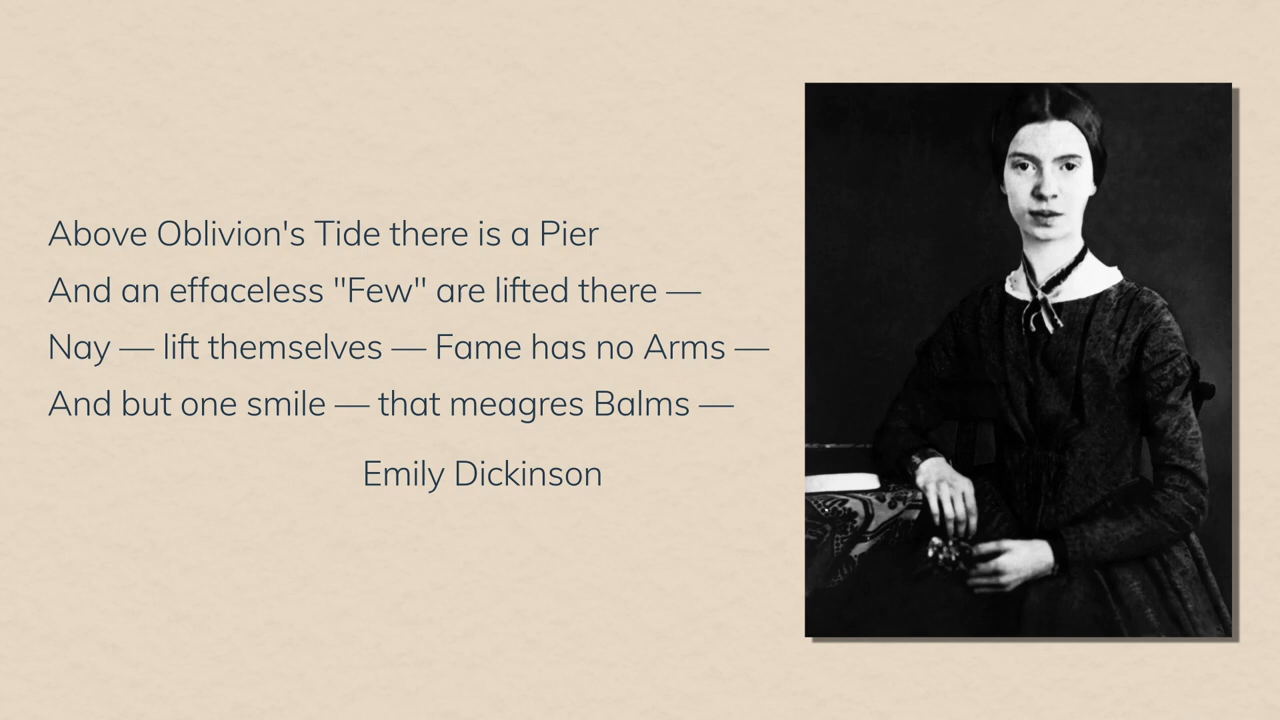 Above Oblivion's Tide there is a Pier
And an effaceless "Few" are lifted there —
Nay — lift themselves — Fame has no Arms —
And but one smile — that meagres Balms —
Emily Dickinson